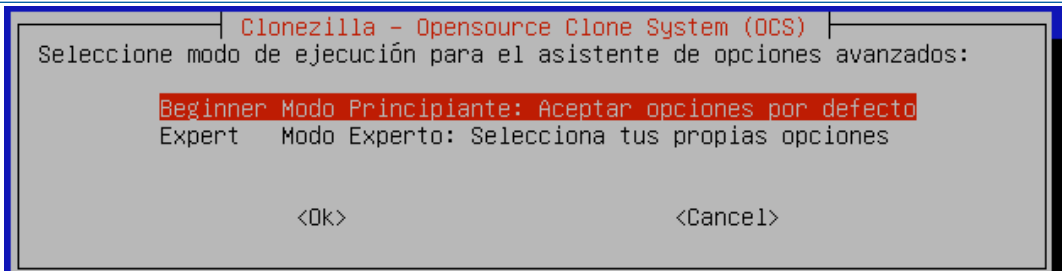 Clonezilla - Opensource Clone System (OCS)
Seleccione modo de ejecución para el asistente de opciones avanzados:
Beginner Modo Principiante: Aceptar opciones por defecto
Expert Modo Experto: Selecciona tus propias opciones
<Ok> <Cancel>